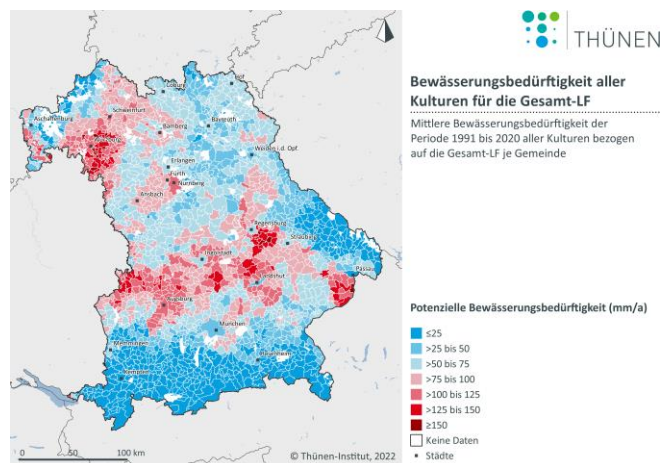 THÜNEN
Bewässerungsbedürftigkeit aller
Kulturen für die Gesamt-LF
Mittlere Bewässerungsbedürftigkeit der
Periode 1991 bis 2020 aller Kulturen bezogen
auf die Gesamt-LF je Gemeinde
Coburg
Hof
Schweinfurt
Aschaffenburg
Bamberg
Bayreuth
Würzburg
Weiden i.d. Opf.
Erlangen
Fürth
Nürnberg
Ansbach
Regensburg
Straubing
Ingolstadt
Passau
Landshut
Augsburg
München
Memmingen
Rosenheim
Kempten
Potenzielle Bewässerungsbedürftigkeit (mm/a)
≤25
>25 bis 50
>50 bis 75
>75 bis 100
>100 bis 125
>125 bis 150
≥150
Keine Daten
Städte
0 50 100 km
© Thünen-Institut, 2022